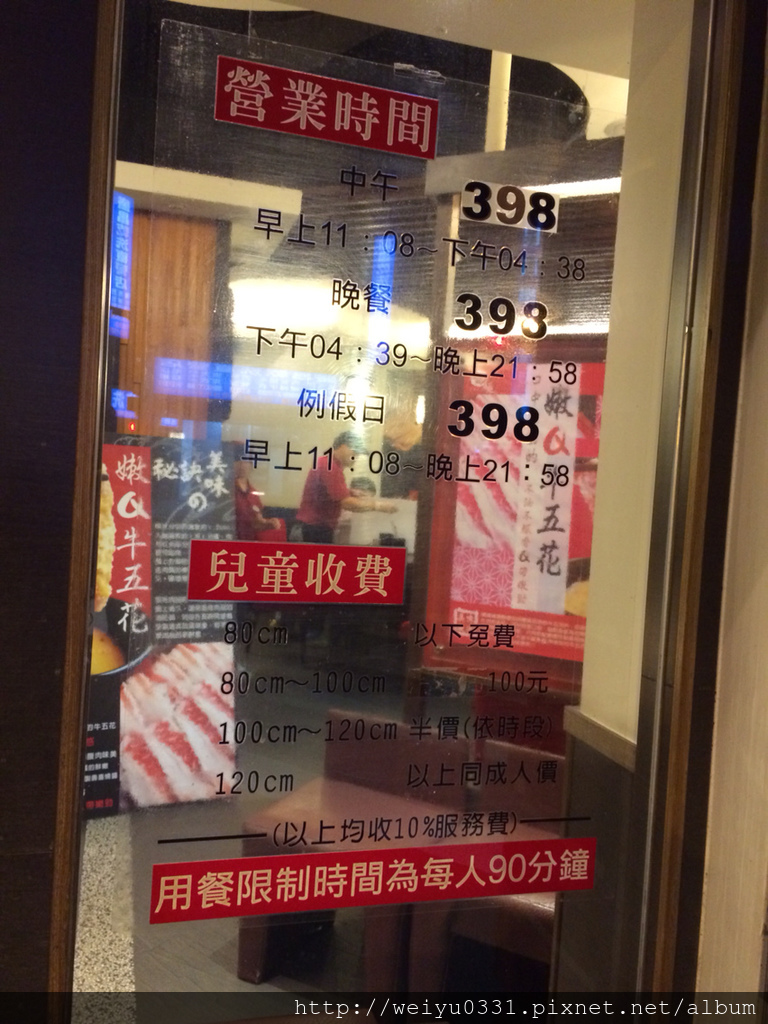 營業時間
中午 398
早上11：08~下午04：38
晚餐 398
下午04：39~晚上21：58
例假日 398
早上11：08~晚上21：58
嫩Q牛五花
美味の秘訣
嫩Q牛五花
兒童收費
80cm 以下免費
80cm~100cm 100元
100cm~120cm 半價(依時段)
120cm 以上同成人價
(以上均收10%服務費)
用餐限制時間為每人90分鐘
http://weiyu0331.pixnet.net/album